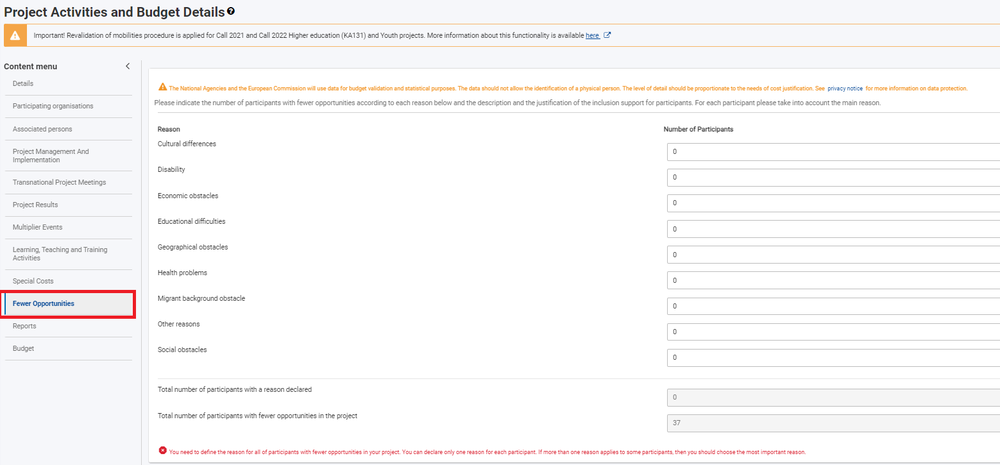 Project Activities and Budget Details
Important! Revalidation of mobilities procedure is applied for Call 2021 and Call 2022 Higher education (KA131) and Youth projects. More information about this functionality is available here.
Content menu
Details
Participating organisations
Associated persons
Project Management And
Implementation
Transnational Project Meetings
Project Results
Multiplier Events
Learning, Teaching and Training
Activities
Special Costs
Fewer Opportunities
Reports
Budget
The National Agencies and the European Commission will use data for budget validation and statistical purposes. The data should not allow the identification of a physical person. The level of detail should be proportionate to the needs of cost justification. See privacy notice for more information on data protection.
Please indicate the number of participants with fewer opportunities according to each reason below and the description and the justification of the inclusion support for participants. For each participant please take into account the main reason.
Reason Number of Participants
Cultural differences 0
Disability 0
Economic obstacles 0
Educational difficulties 0
Geographical obstacles 0
Health problems 0
Migrant background obstacle 0
Other reasons 0
Social obstacles 0
Total number of participants with a reason declared 0
Total number of participants with fewer opportunities in the project 37
You need to define the reason for all of participants with fewer opportunities in your project. You can declare only one reason for each participant. If more than one reason applies to some participants, then you should choose the most important reason.